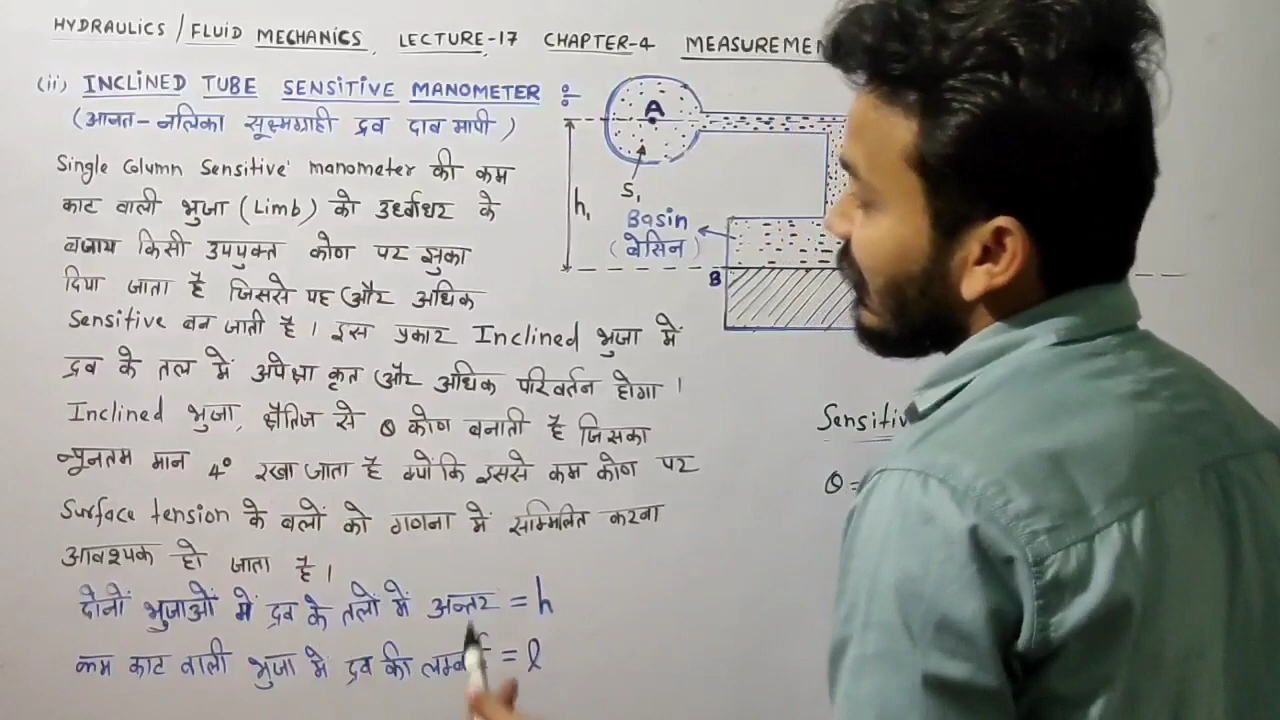 HYDRAULICS / FLUID MECHANICS, LECTURE-17 CHAPTER-4 MEASUREMEN
(ii) INCLINED TUBE SENSITIVE MANOMETER :-
(आनत-नलिका सूक्ष्मग्राही द्रव दाब मापी)
Single Column Sensitive manometer की कम
काट वाली भुजा (Limb) को उर्ध्वाधर के
बजाय किसी उपयुक्त कोण पर झुका
दिया जाता है जिससे यह और अधिक
Sensitive बन जाती है। इस प्रकार Inclined भुजा में
द्रव के तल में अपेक्षा कृत और अधिक परिवर्तन होगा।
Inclined भुजा, क्षैतिज से θ कोण बनाती है जिसका
न्यूनतम मान 4° रखा जाता है क्योंकि इससे कम कोण पर
Surface tension के बलों को गणना में सम्मिलित करना
आवश्यक हो जाता है।
दोनों भुजाओं में द्रव के तलों में अन्तर = h
कम काट वाली भुजा में द्रव की = l
A
S₁
h₁
Basin
(बेसिन)
B
Sensitiv
θ =